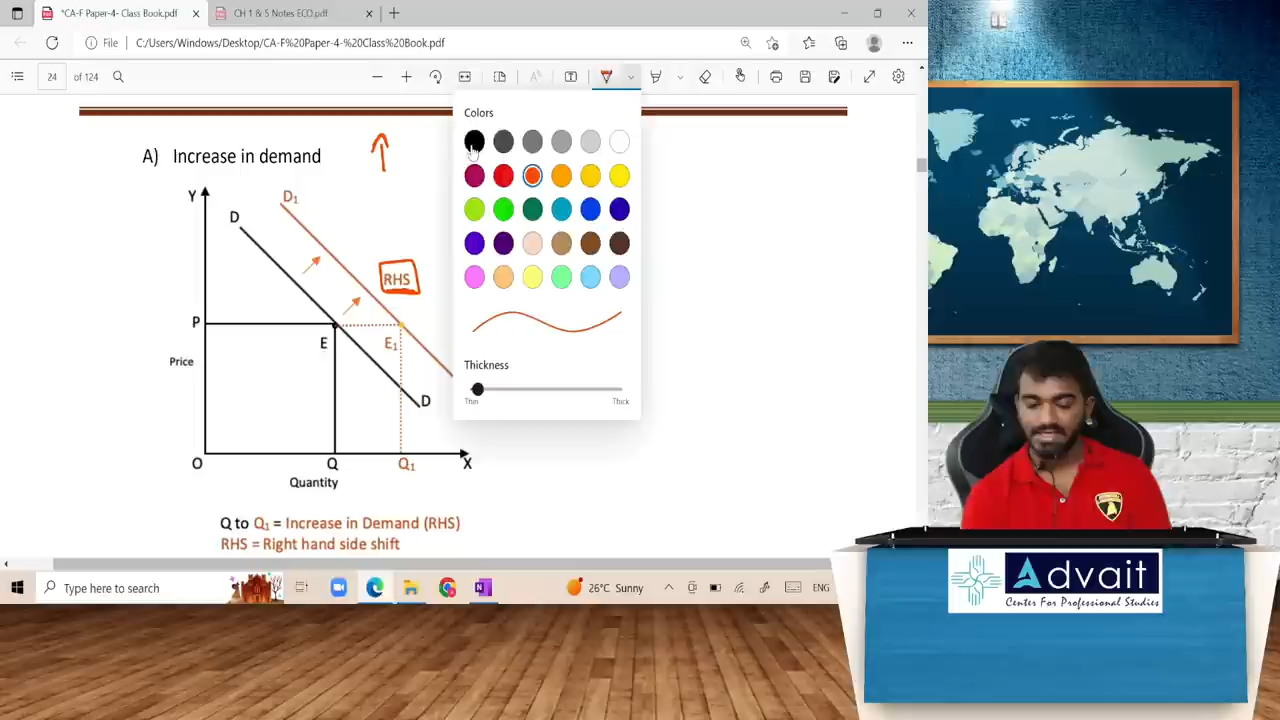 *CA-F Paper-4- Class Book.pdf
CH 1 & 5 Notes ECO.pdf
File
C:/Users/Windows/Desktop/CA-F%20Paper-4-%20Class%20Book.pdf
24 of 124
Colors
A) Increase in demand
Y
D1
D
RHS
P
E
E1
Price
Thickness
Thin
Thick
D
O
Q
Q1
X
Quantity
Q to Q1 = Increase in Demand (RHS)
RHS = Right hand side shift
Type here to search
26°C Sunny
ENG
Advait
Center For Professional Studies